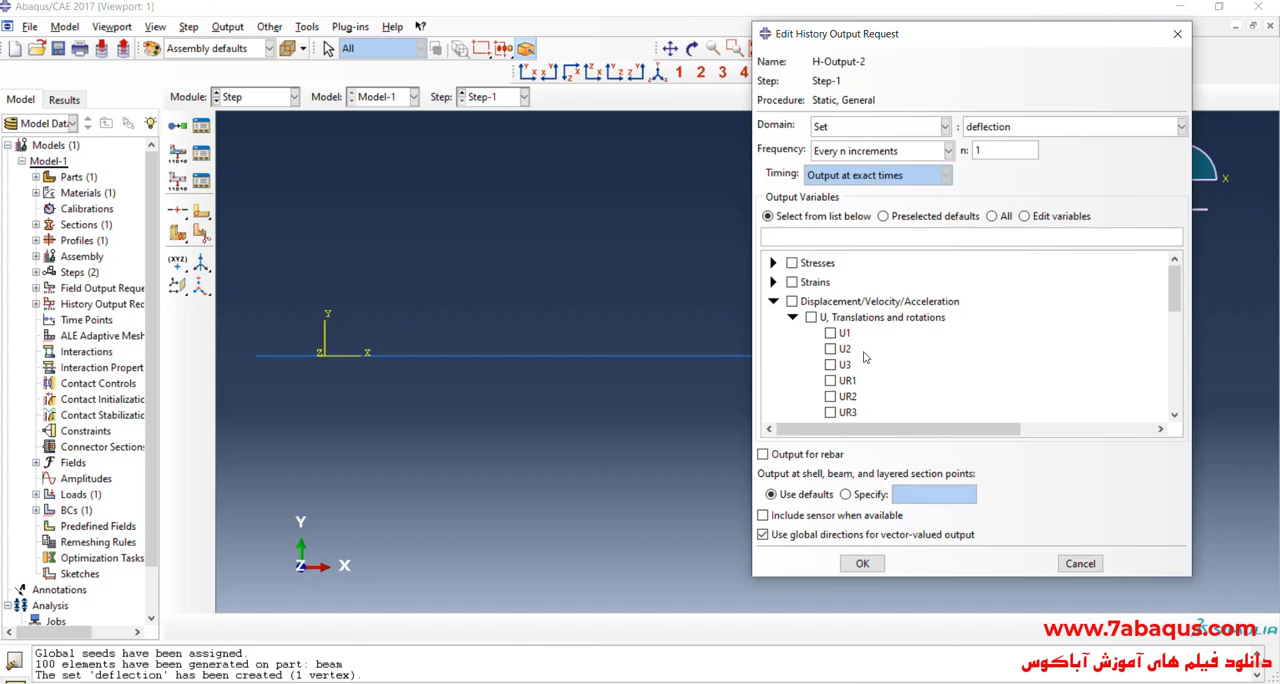 Abaqus/CAE 2017 [Viewport: 1]
File Model Viewport View Step Output Other Tools Plug-ins Help
Assembly defaults All
1 2 3 4
Model Results Module: Step Model: Model-1 Step: Step-1
Model Data
Models (1)
Model-1
Parts (1)
Materials (1)
Calibrations
Sections (1)
Profiles (1)
Assembly
Steps (2)
Field Output Reque
History Output Rec
Time Points
ALE Adaptive Mesh
Interactions
Interaction Property
Contact Controls
Contact Initializatio
Contact Stabilizatio
Constraints
Connector Sections
Fields
Amplitudes
Loads (1)
BCs (1)
Predefined Fields
Remeshing Rules
Optimization Tasks
Sketches
Annotations
Analysis
Jobs
Y
Z X
Y
Z X
X
Edit History Output Request
Name: H-Output-2
Step: Step-1
Procedure: Static, General
Domain: Set : deflection
Frequency: Every n increments n: 1
Timing: Output at exact times
Output Variables
Select from list below Preselected defaults All Edit variables
Stresses
Strains
Displacement/Velocity/Acceleration
U, Translations and rotations
U1
U2
U3
UR1
UR2
UR3
Output for rebar
Output at shell, beam, and layered section points:
Use defaults Specify:
Include sensor when available
Use global directions for vector-valued output
OK Cancel
www.7abaqus.com
دانلود فیلم های آموزش آباکوس
Global seeds have been assigned.
100 elements have been generated on part: beam
The set 'deflection' has been created (1 vertex).